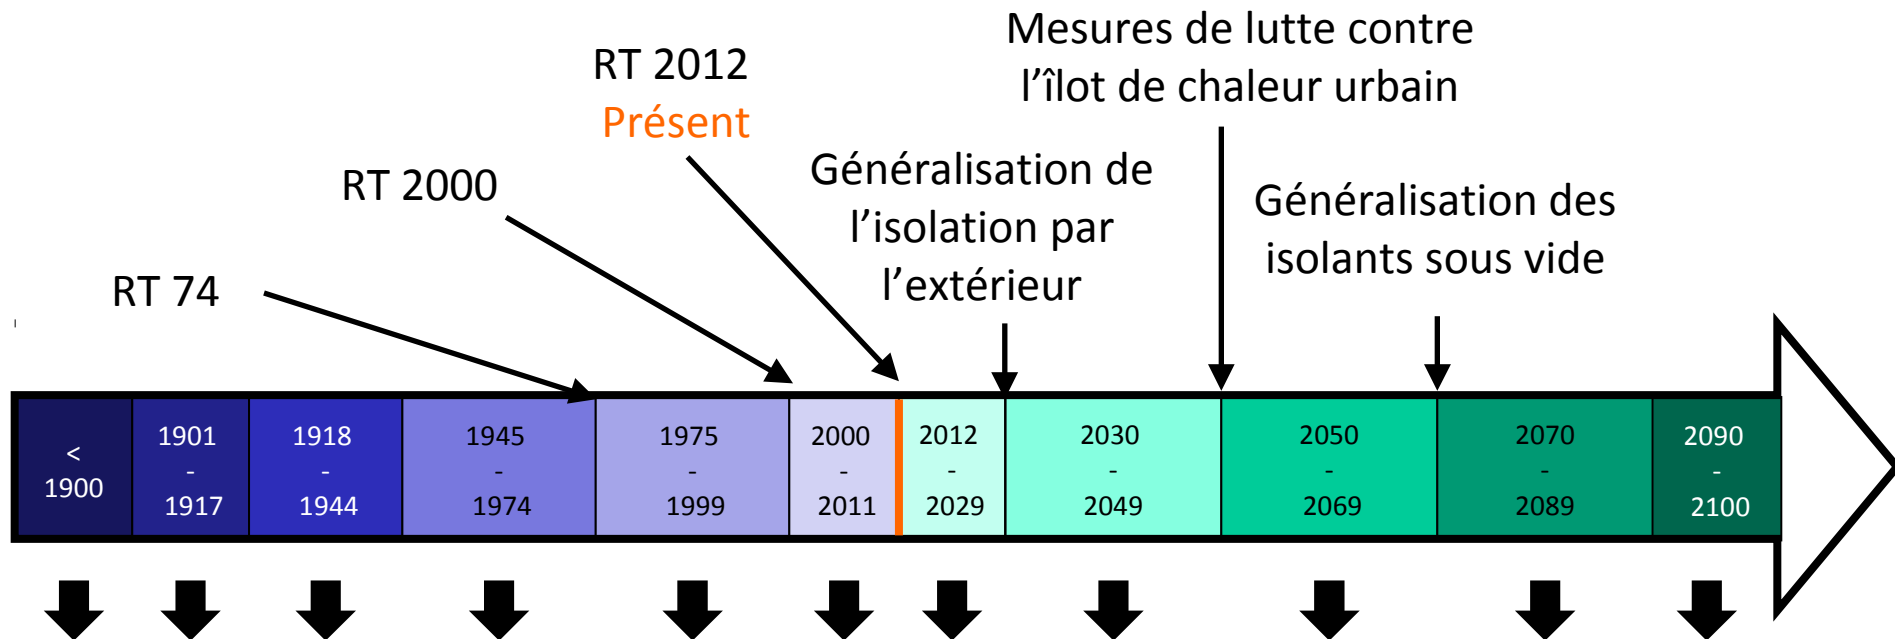 Mesures de lutte contre
l’îlot de chaleur urbain
RT 2012
Présent
Généralisation de
l’isolation par
l’extérieur
RT 2000
Généralisation des
isolants sous vide
RT 74
<
1900
1901
-
1917
1918
-
1944
1945
-
1974
1975
-
1999
2000
-
2011
2012
-
2029
2030
-
2049
2050
-
2069
2070
-
2089
2090
-
2100